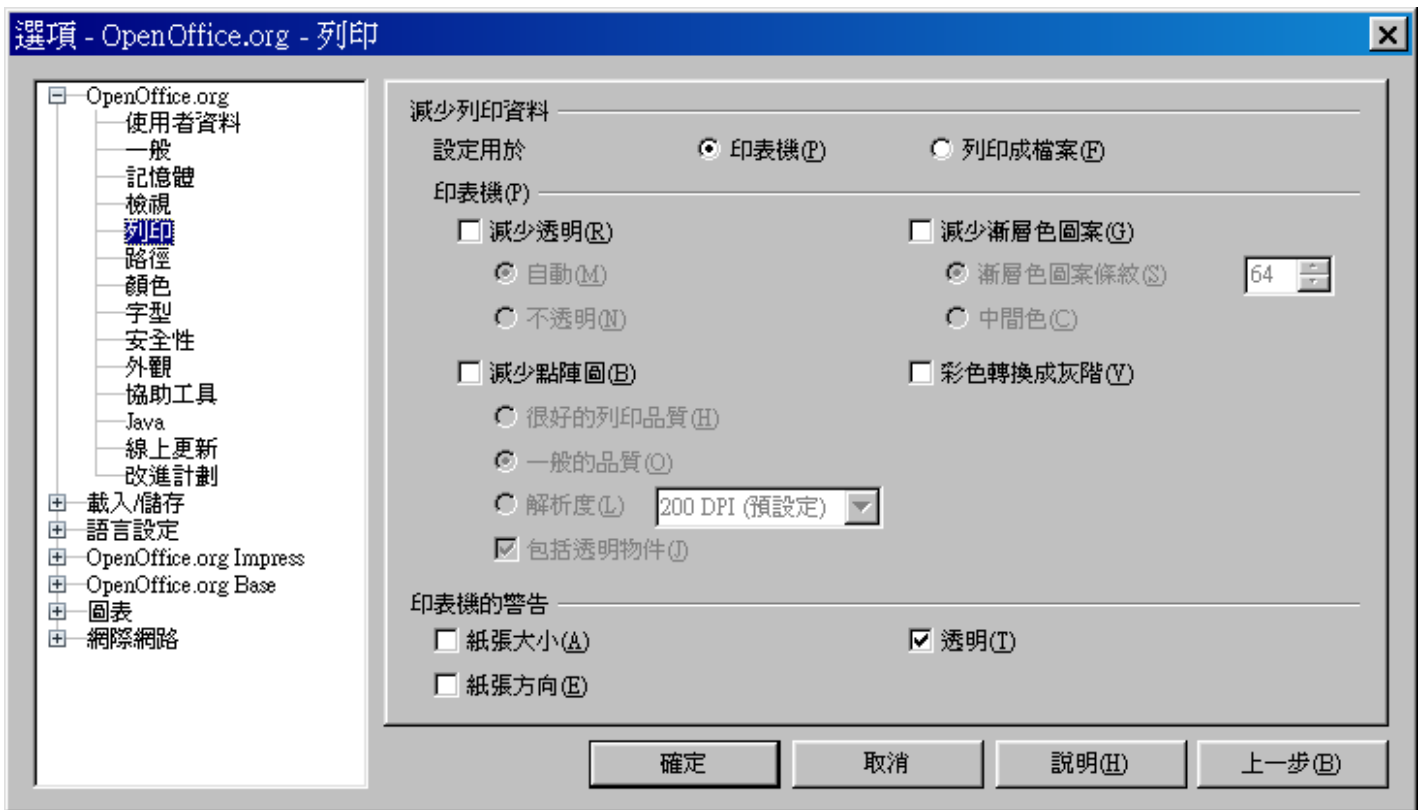 選項 - OpenOffice.org - 列印
OpenOffice.org
使用者資料
一般
記憶體
檢視
列印
路徑
顏色
字型
安全性
外觀
協助工具
Java
線上更新
改進計劃
載入/儲存
語言設定
OpenOffice.org Impress
OpenOffice.org Base
圖表
網際網路
減少列印資料
設定用於 印表機(P) 列印成檔案(F)
印表機(P)
減少透明(R) 減少漸層色圖案(G)
自動(M) 漸層色圖案條紋(S) 64
不透明(N) 中間色(C)
減少點陣圖(B) 彩色轉換成灰階(V)
很好的列印品質(H)
一般的品質(O)
解析度(L) 200 DPI (預設定)
包括透明物件(J)
印表機的警告
紙張大小(A) 透明(T)
紙張方向(E)
確定 取消 說明(H) 上一步(B)